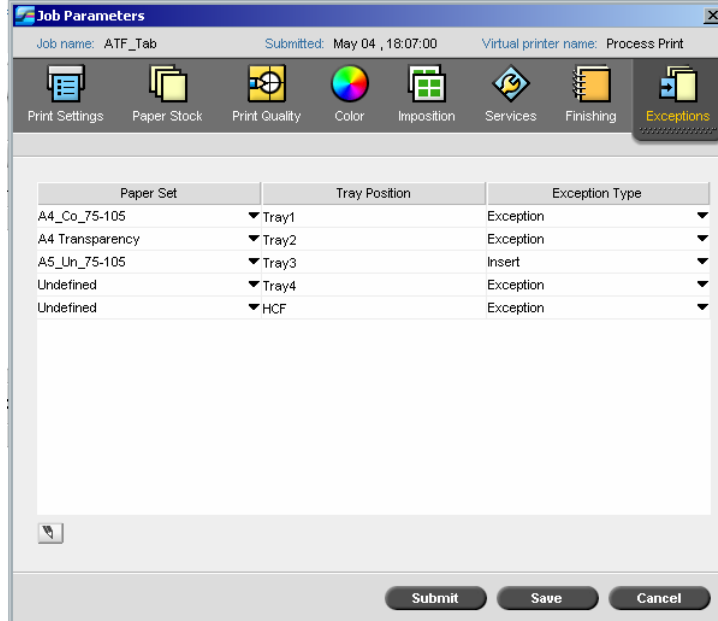 Job Parameters
Job name: ATF_Tab Submitted: May 04 , 18:07:00 Virtual printer name: Process Print
Print Settings Paper Stock Print Quality Color Imposition Services Finishing Exceptions
Paper Set Tray Position Exception Type
A4_Co_75-105 Tray1 Exception
A4 Transparency Tray2 Exception
A5_Un_75-105 Tray3 Insert
Undefined Tray4 Exception
Undefined HCF Exception
Submit Save Cancel